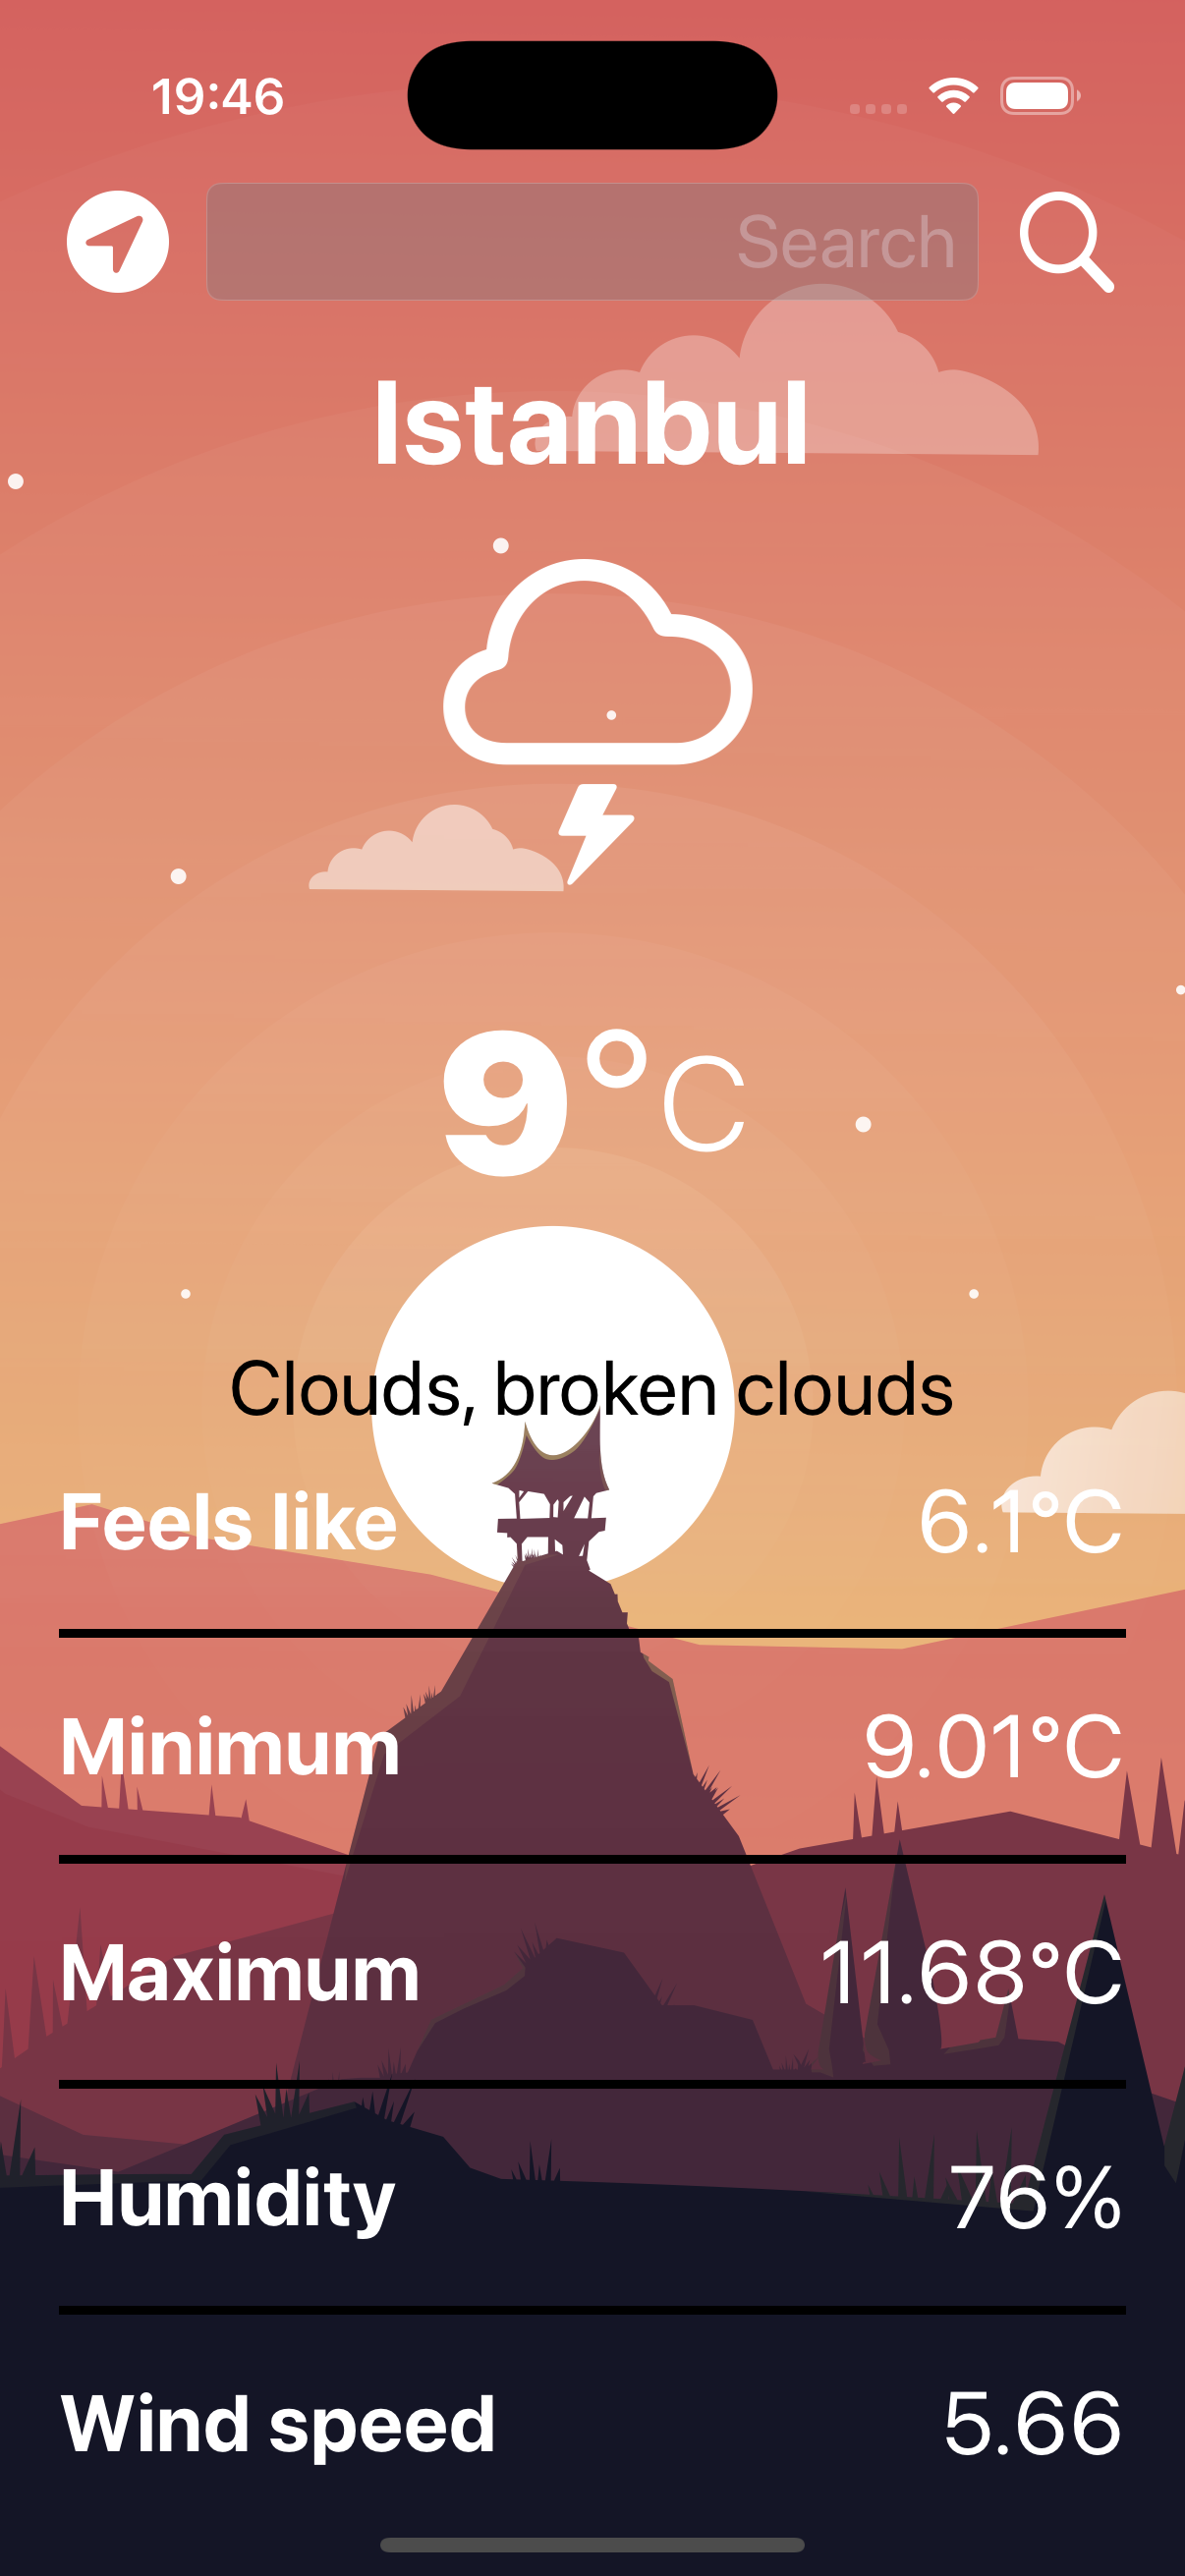 19:46
Search
Istanbul
9°C
Clouds, broken clouds
Feels like 6.1°C
Minimum 9.01°C
Maximum 11.68°C
Humidity 76%
Wind speed 5.66